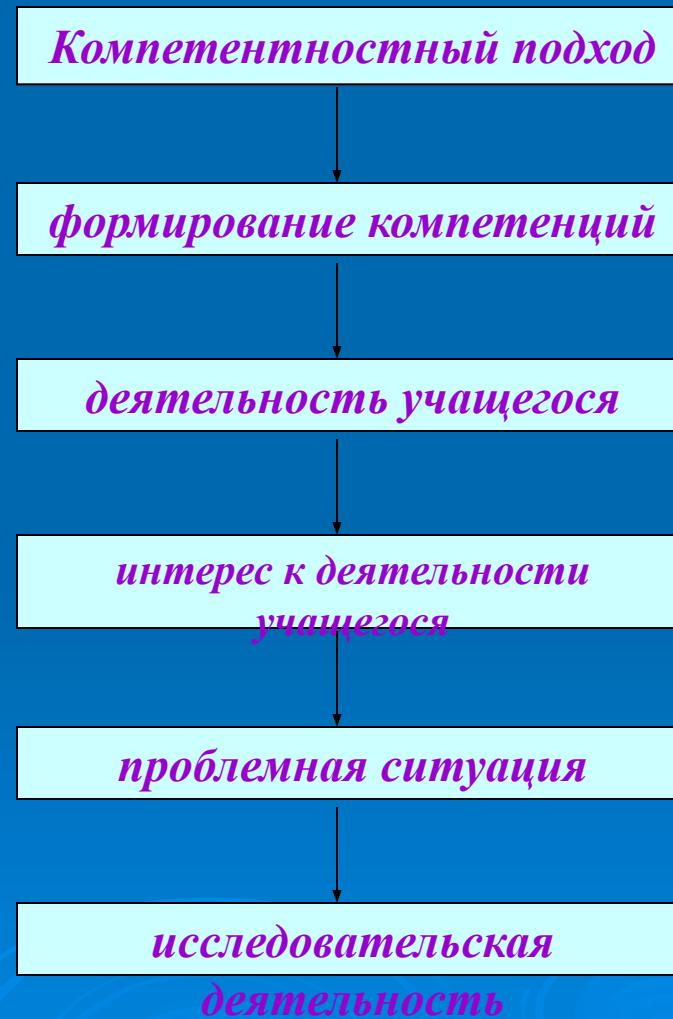 Компетентностный подход
формирование компетенций
деятельность учащегося
интерес к деятельности
учащегося
проблемная ситуация
исследовательская
деятельность